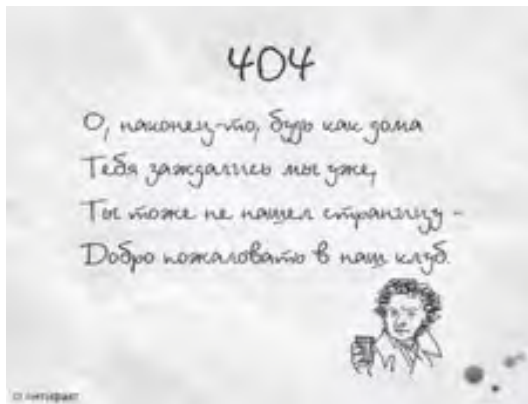 404
О, наконец-то, будь как дома
Тебя заждались мы уже,
Ты тоже не нашел страницу -
Добро пожаловать в наш клуб.